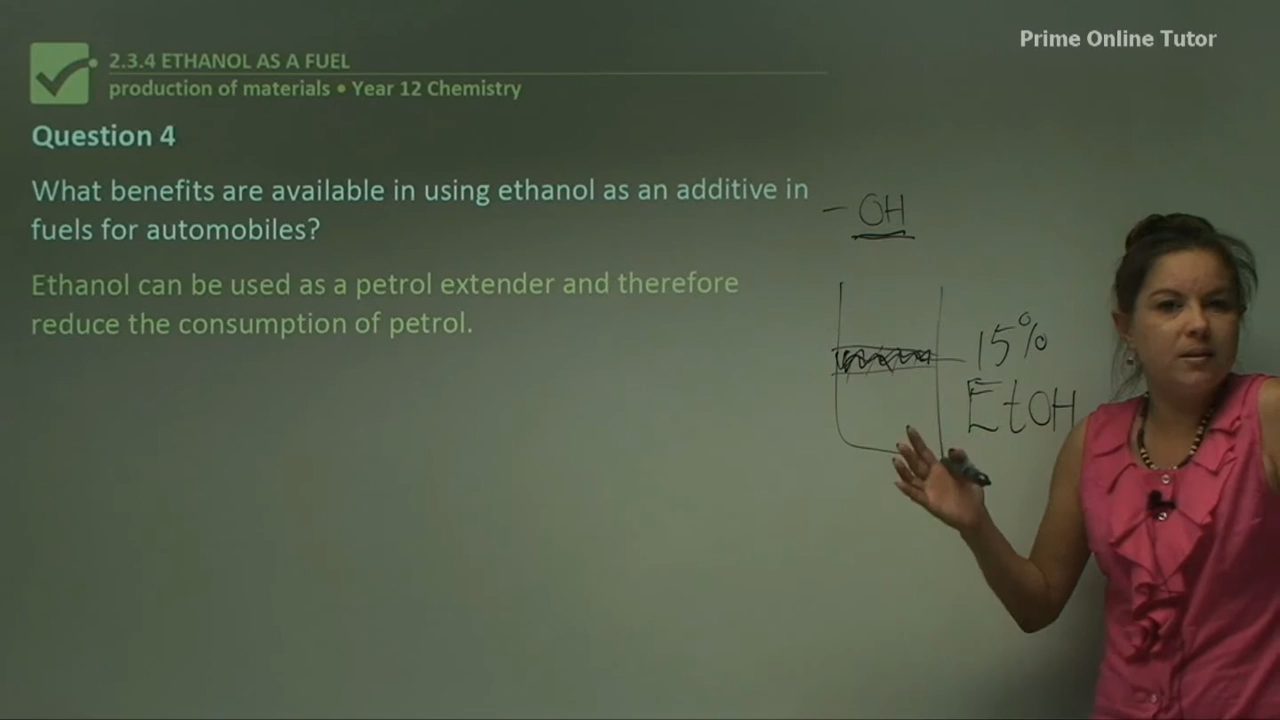 Prime Online Tutor
2.3.4 ETHANOL AS A FUEL
production of materials • Year 12 Chemistry
Question 4
What benefits are available in using ethanol as an additive in
fuels for automobiles?
Ethanol can be used as a petrol extender and therefore
reduce the consumption of petrol.
- OH
15%
EtOH